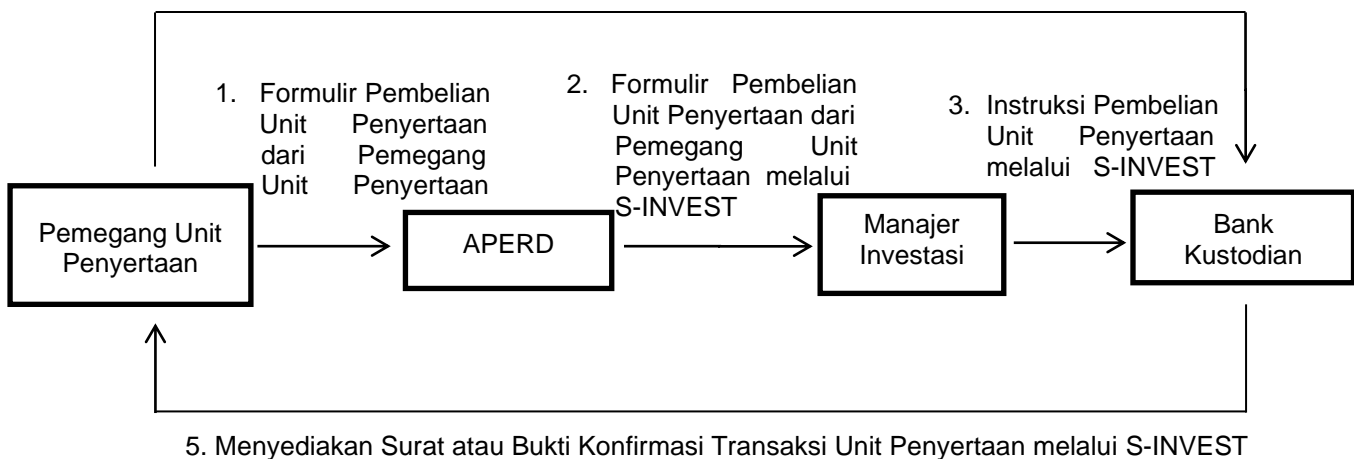 1. Formulir Pembelian
Unit Penyertaan
dari Pemegang
Unit Penyertaan
2. Formulir Pembelian
Unit Penyertaan dari
Pemegang Unit
Penyertaan melalui
S-INVEST
3. Instruksi Pembelian
Unit Penyertaan
melalui S-INVEST
Pemegang Unit
Penyertaan
APERD
Manajer
Investasi
Bank
Kustodian
5. Menyediakan Surat atau Bukti Konfirmasi Transaksi Unit Penyertaan melalui S-INVEST